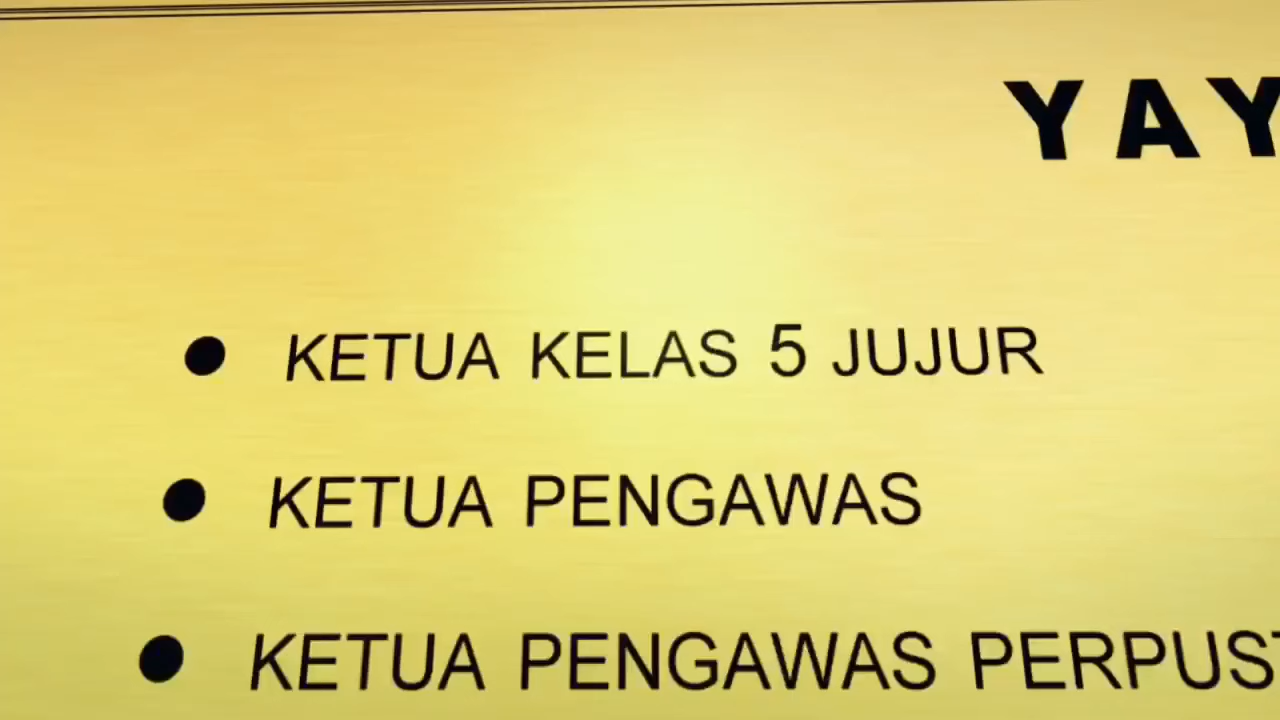 YAY
KETUA KELAS 5 JUJUR
KETUA PENGAWAS
KETUA PENGAWAS PERPUST